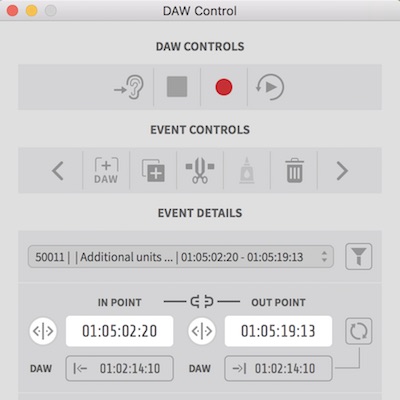 DAW Control
DAW CONTROLS
EVENT CONTROLS
DAW
EVENT DETAILS
50011 | | Additional units ... | 01:05:02:20 - 01:05:19:13
IN POINT OUT POINT
01:05:02:20 01:05:19:13
DAW 01:02:14:10 DAW 01:02:14:10